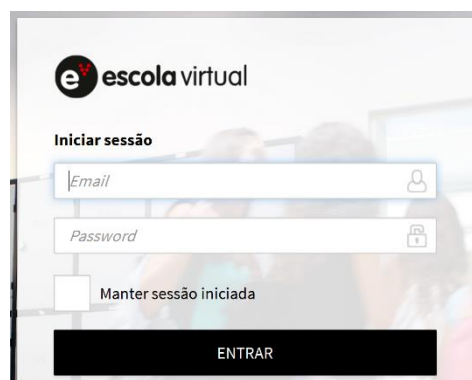 e escola virtual
Iniciar sessão
Email
Password
Manter sessão iniciada
ENTRAR